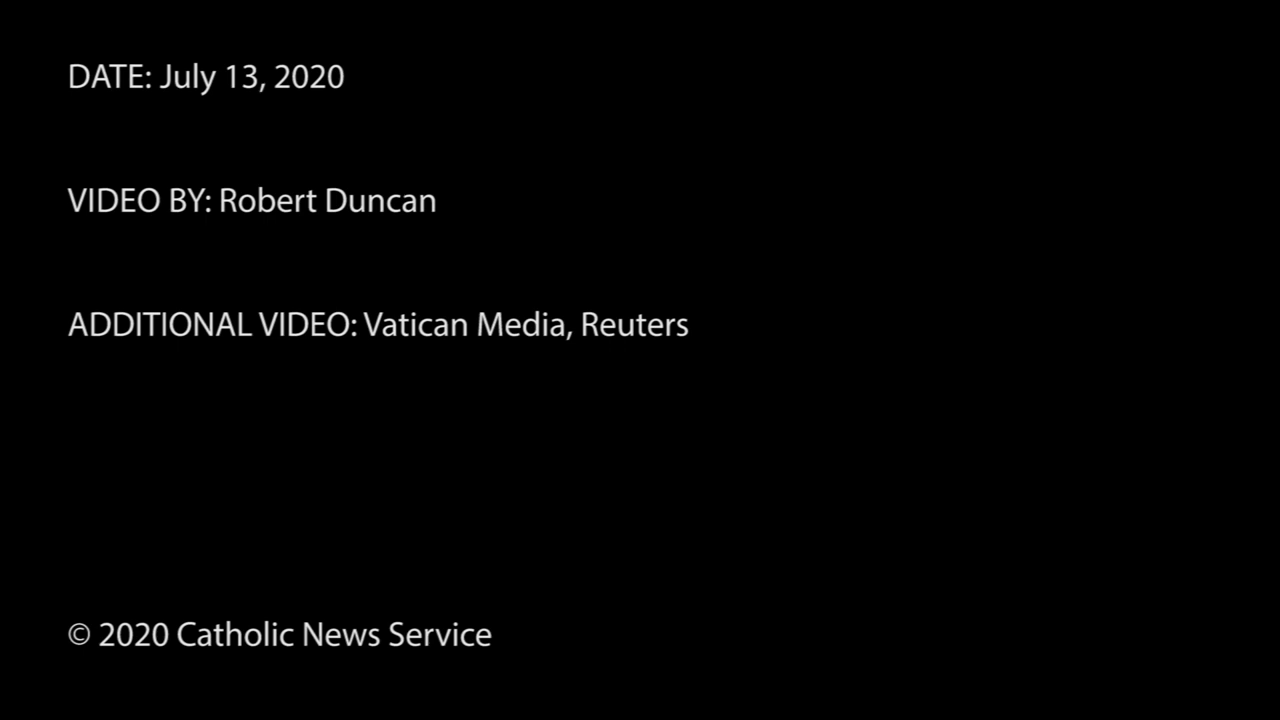 DATE: July 13, 2020
VIDEO BY: Robert Duncan
ADDITIONAL VIDEO: Vatican Media, Reuters
© 2020 Catholic News Service